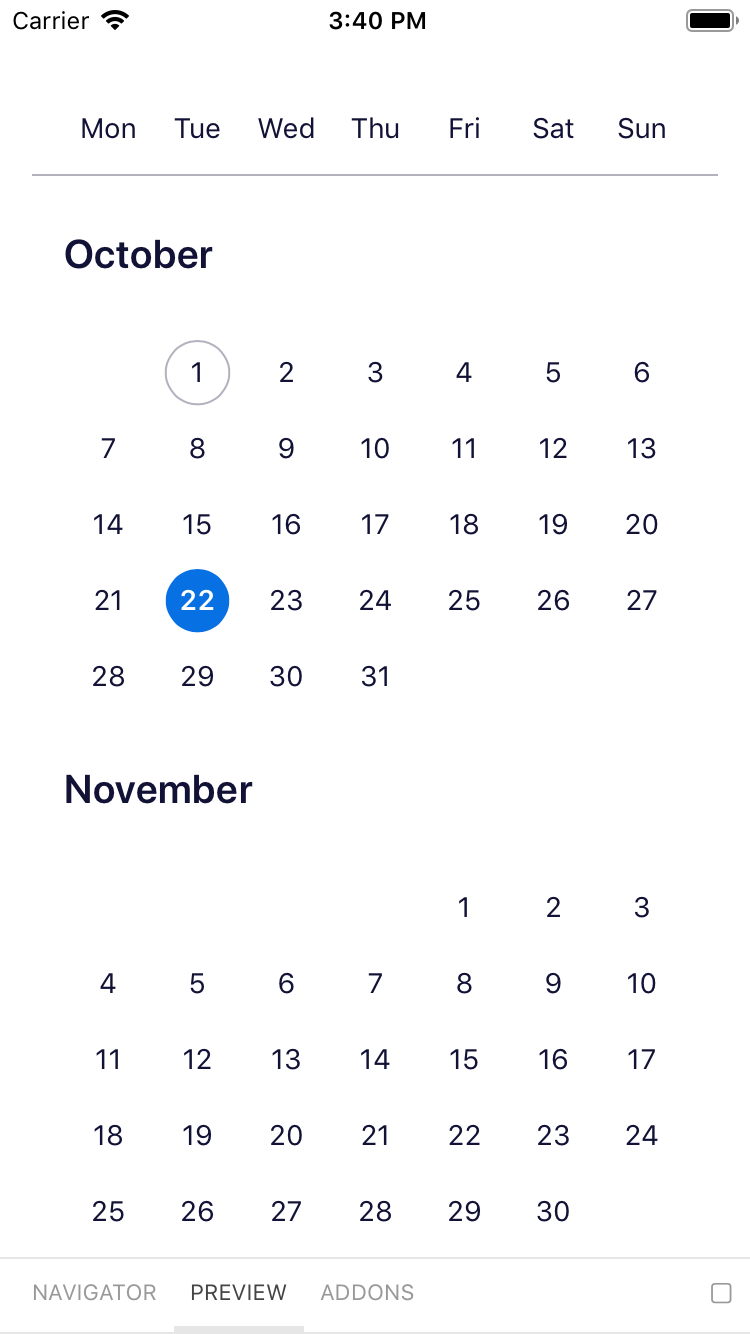 Carrier 3:40 PM
Mon Tue Wed Thu Fri Sat Sun
October
1 2 3 4 5 6
7 8 9 10 11 12 13
14 15 16 17 18 19 20
21 22 23 24 25 26 27
28 29 30 31
November
1 2 3
4 5 6 7 8 9 10
11 12 13 14 15 16 17
18 19 20 21 22 23 24
25 26 27 28 29 30
NAVIGATOR PREVIEW ADDONS